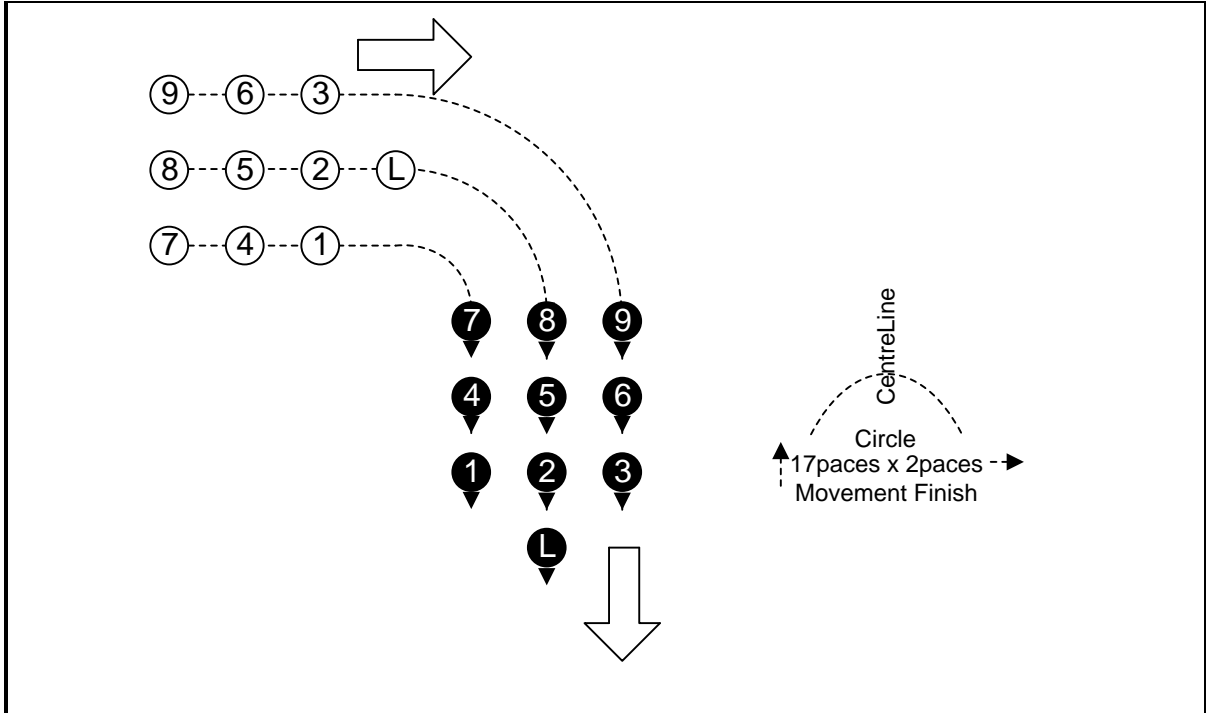 9 6 3
8 5 2 L
7 4 1
7 8 9
4 5 6
1 2 3
L
CentreLine
Circle
17paces x 2paces
Movement Finish